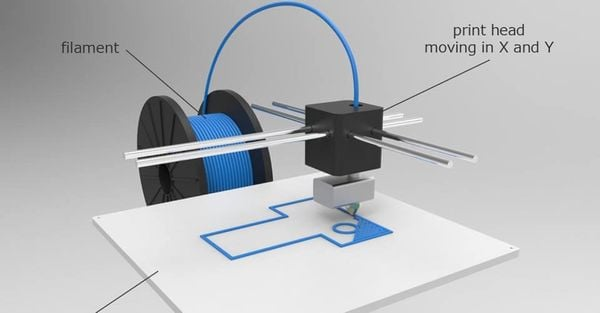 filament
print head
moving in X and Y